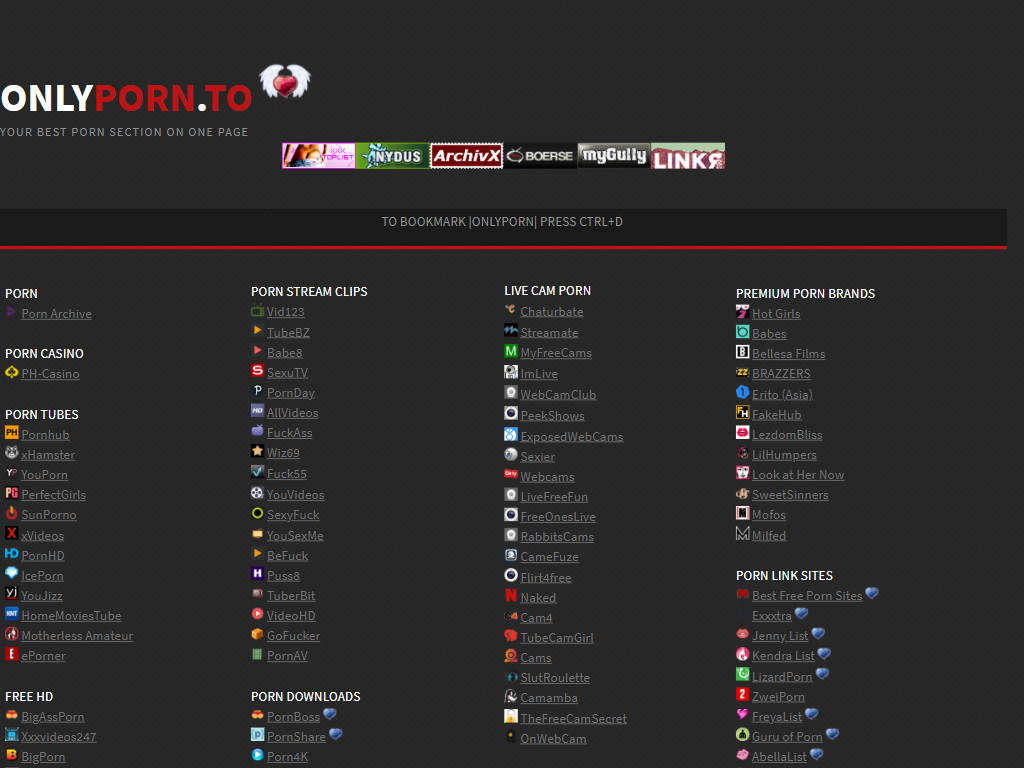 ONLYPORN.TO
YOUR BEST PORN SECTION ON ONE PAGE
XXX TOPLIST
NYDUS
ArchivX
BOERSE
myGully
LINKR
TO BOOKMARK |ONLYPORN| PRESS CTRL+D
PORN
Porn Archive
PORN CASINO
PH-Casino
PORN TUBES
Pornhub
xHamster
YouPorn
PerfectGirls
SunPorno
xVideos
PornHD
IcePorn
YouJizz
HomeMoviesTube
Motherless Amateur
ePorner
FREE HD
BigAssPorn
Xxxvideos247
BigPorn
PORN STREAM CLIPS
Vid123
TubeBZ
Babe8
SexuTV
PornDay
AllVideos
FuckAss
Wiz69
Fuck55
YouVideos
SexyFuck
YouSexMe
BeFuck
Puss8
TuberBit
VideoHD
GoFucker
PornAV
PORN DOWNLOADS
PornBoss
PornShare
Porn4K
LIVE CAM PORN
Chaturbate
Streamate
MyFreeCams
ImLive
WebCamClub
PeekShows
ExposedWebCams
Sexier
Webcams
LiveFreeFun
FreeOnesLive
RabbitsCams
CameFuze
Flirt4free
Naked
Cam4
TubeCamGirl
Cams
SlutRoulette
Camamba
TheFreeCamSecret
OnWebCam
PREMIUM PORN BRANDS
Hot Girls
Babes
Bellesa Films
BRAZZERS
Erito (Asia)
FakeHub
LezdomBliss
LilHumpers
Look at Her Now
SweetSinners
Mofos
Milfed
PORN LINK SITES
Best Free Porn Sites
Exxxtra
Jenny List
Kendra List
LizardPorn
ZweiPorn
FreyaList
Guru of Porn
AbellaList